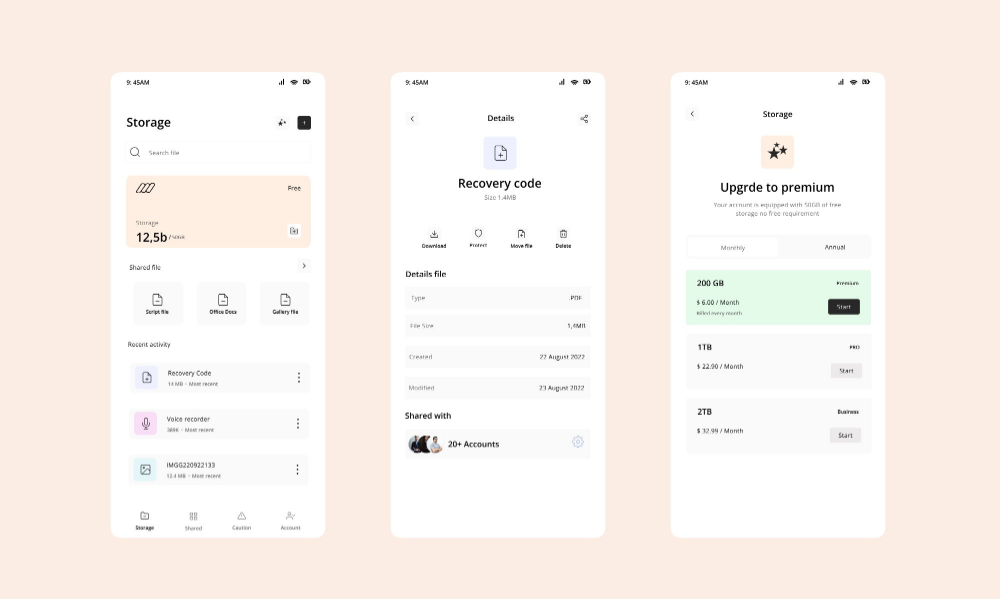 9: 45AM
Storage
Search file
Free
Storage
12,5b / 50GB
Shared file
Script file
Office Docs
Gallery file
Recent activity
Recovery Code
14 MB - Most recent
Voice recorder
389K - Most recent
IMGG220922133
12.4 MB - Most recent
Storage
Shared
Caution
Account
9: 45AM
Details
Recovery code
Size 1.4MB
Download
Protect
Move file
Delete
Details file
Type
.PDF
File Size
1,4MB
Created
22 August 2022
Modified
23 August 2022
Shared with
20+ Accounts
9: 45AM
Storage
Upgrde to premium
Your account is equipped with 50GB of free
storage no free requirement
Monthly
Annual
200 GB
Premium
$ 6.00 / Month
Billed every month
Start
1TB
PRO
$ 22.00 / Month
Start
2TB
Business
$ 32.99 / Month
Start